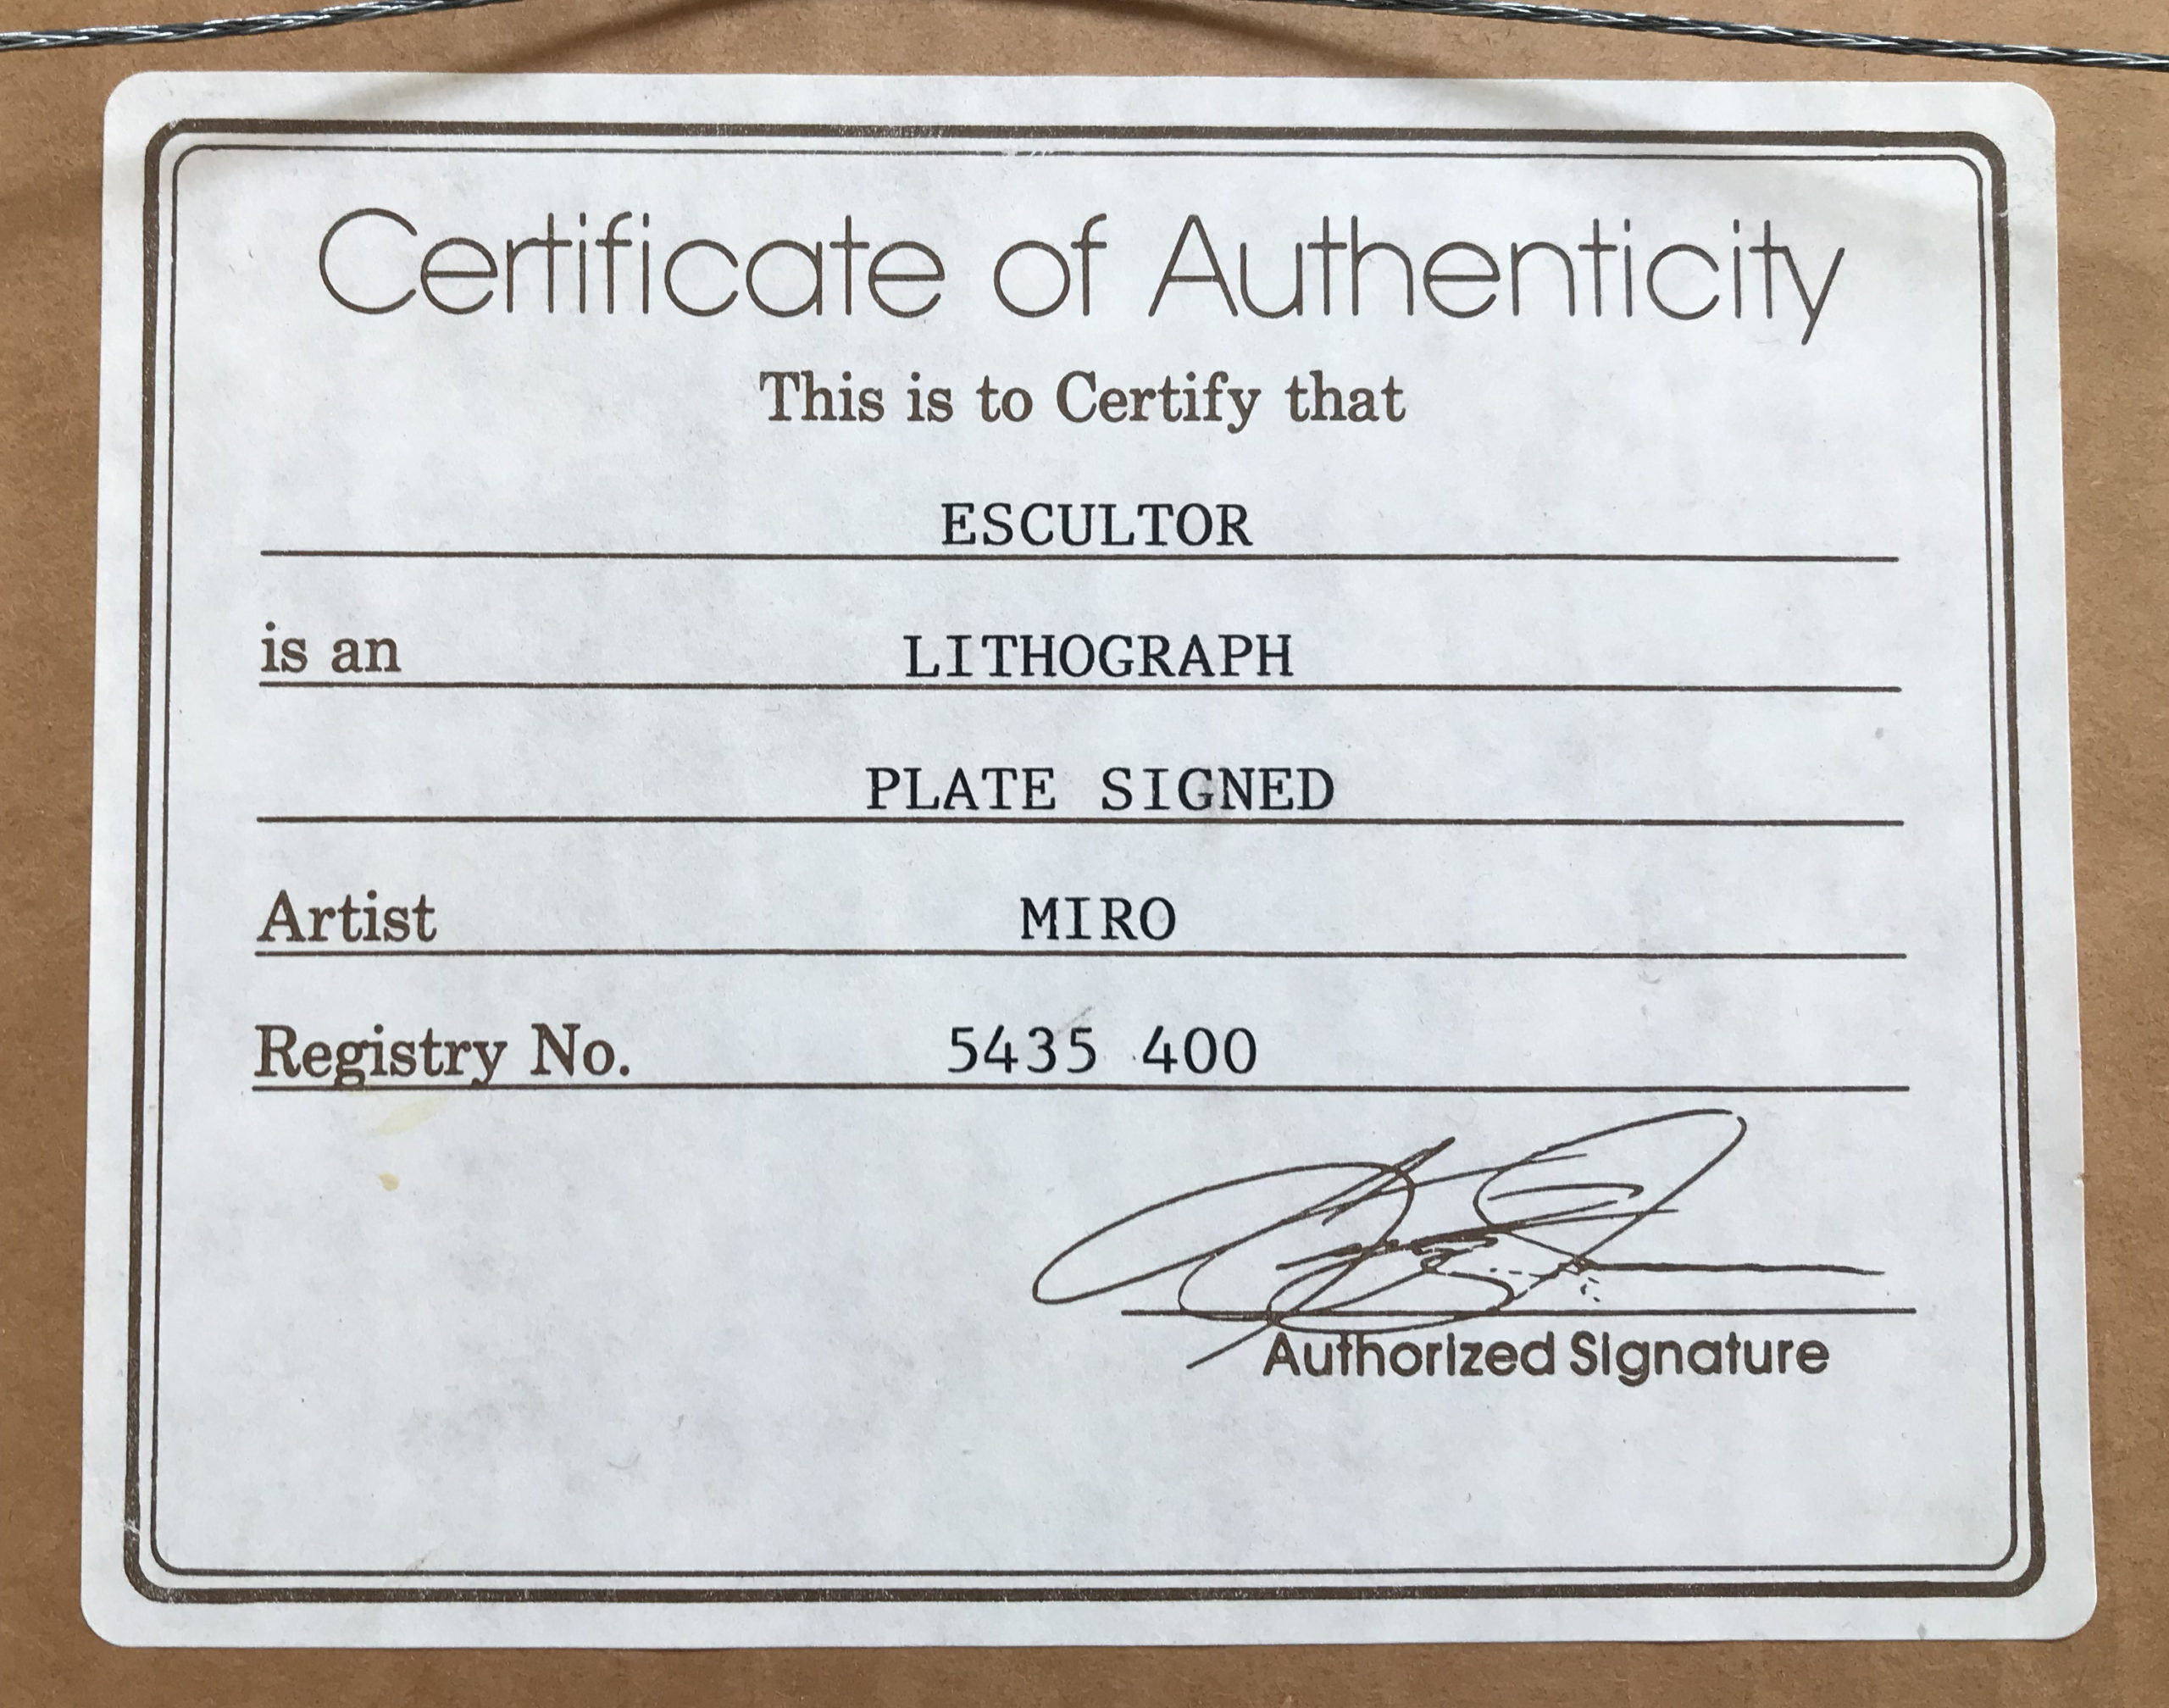 Certificate of Authenticity
This is to Certify that
ESCULTOR
is an LITHOGRAPH
PLATE SIGNED
Artist MIRO
Registry No. 5435 400
Authorized Signature